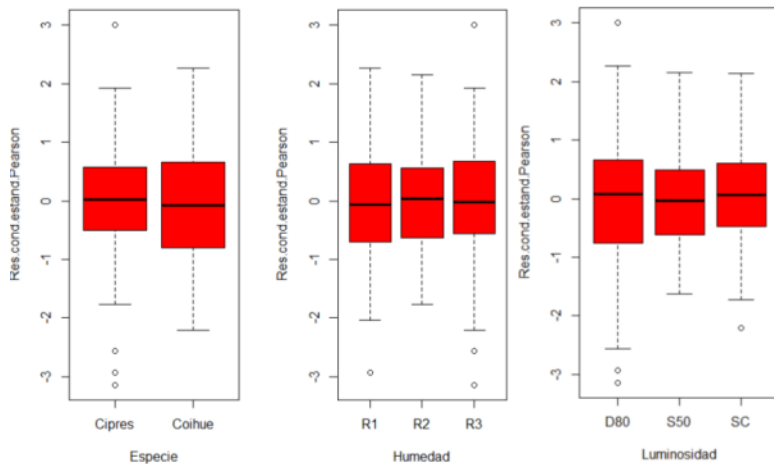 Res.cond.estand.Pearson
3
2
1
0
-1
-2
-3
Cipres Coihue
Especie
Res.cond.estand.Pearson
3
2
1
0
-1
-2
-3
R1 R2 R3
Humedad
Res.cond.estand.Pearson
3
2
1
0
-1
-2
-3
D80 S50 SC
Luminosidad